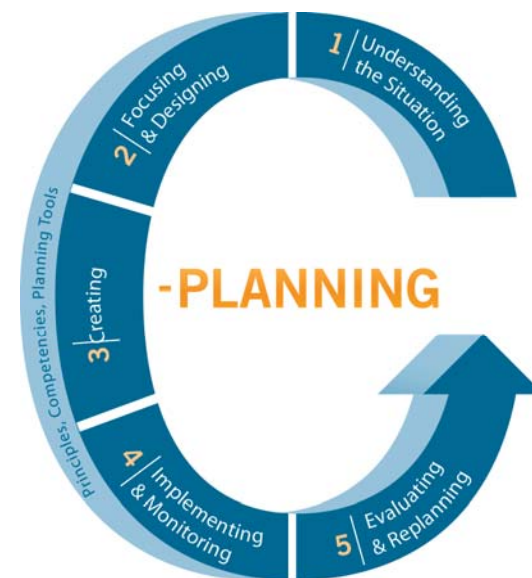 1 Understanding
the Situation
2 Focusing
& Designing
3 Creating
4 Implementing
& Monitoring
5 Evaluating
& Replanning
Principles, Competencies, Planning Tools
-PLANNING